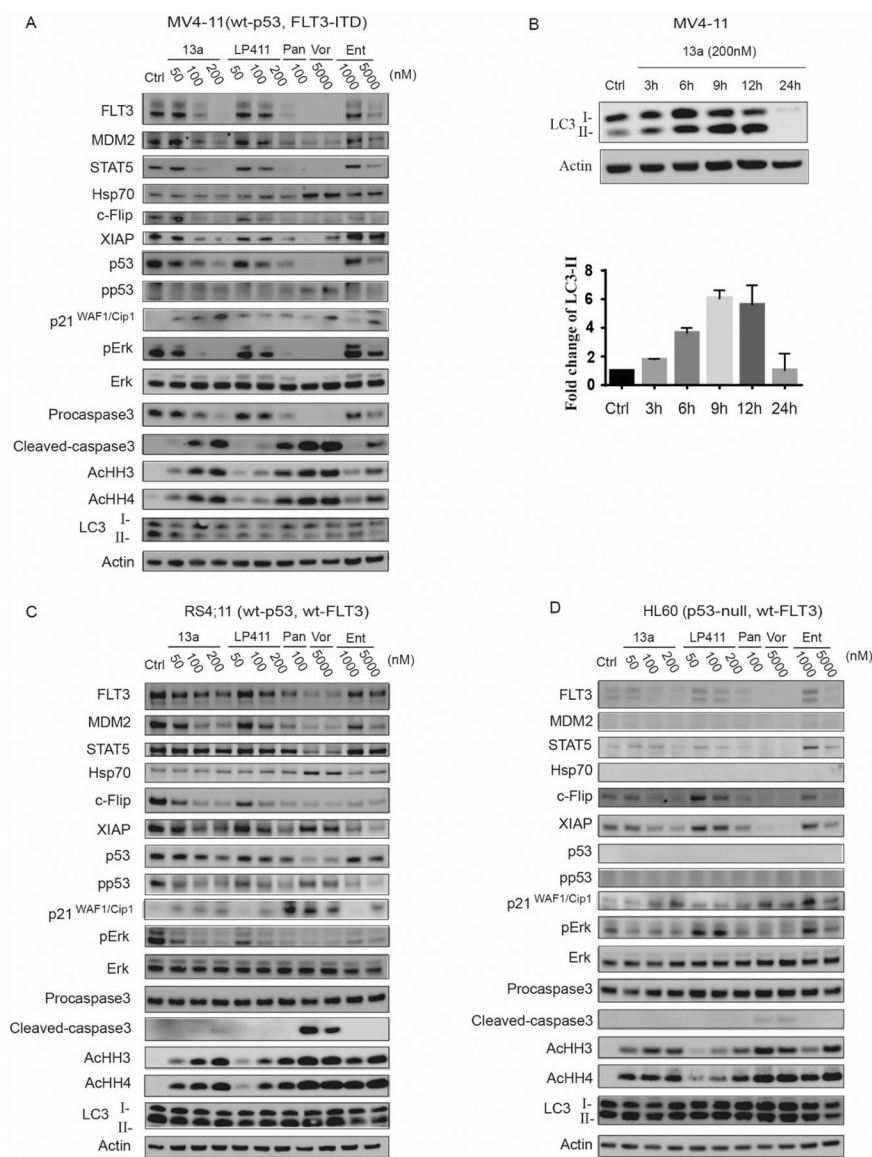 A
MV4-11(wt-p53, FLT3-ITD)
13a LP411 Pan Vor Ent
Ctrl 50 100 200 50 100 200 100 5000 1000 5000 (nM)
FLT3
MDM2
STAT5
Hsp70
c-Flip
XIAP
p53
pp53
p21 WAF1/Cip1
pErk
Erk
Procaspase3
Cleaved-caspase3
AcHH3
AcHH4
LC3 I-
II-
Actin
B
MV4-11
13a (200nM)
Ctrl 3h 6h 9h 12h 24h
LC3 I-
II-
Actin
Fold change of LC3-II
8
6
4
2
0
Ctrl 3h 6h 9h 12h 24h
C
RS4;11 (wt-p53, wt-FLT3)
13a LP411 Pan Vor Ent
Ctrl 50 100 200 50 100 200 100 5000 1000 5000 (nM)
FLT3
MDM2
STAT5
Hsp70
c-Flip
XIAP
p53
pp53
p21 WAF1/Cip1
pErk
Erk
Procaspase3
Cleaved-caspase3
AcHH3
AcHH4
LC3 I-
II-
Actin
D
HL60 (p53-null, wt-FLT3)
13a LP411 Pan Vor Ent
Ctrl 50 100 200 50 100 200 100 5000 1000 5000 (nM)
FLT3
MDM2
STAT5
Hsp70
c-Flip
XIAP
p53
pp53
p21 WAF1/Cip1
pErk
Erk
Procaspase3
Cleaved-caspase3
AcHH3
AcHH4
LC3 I-
II-
Actin